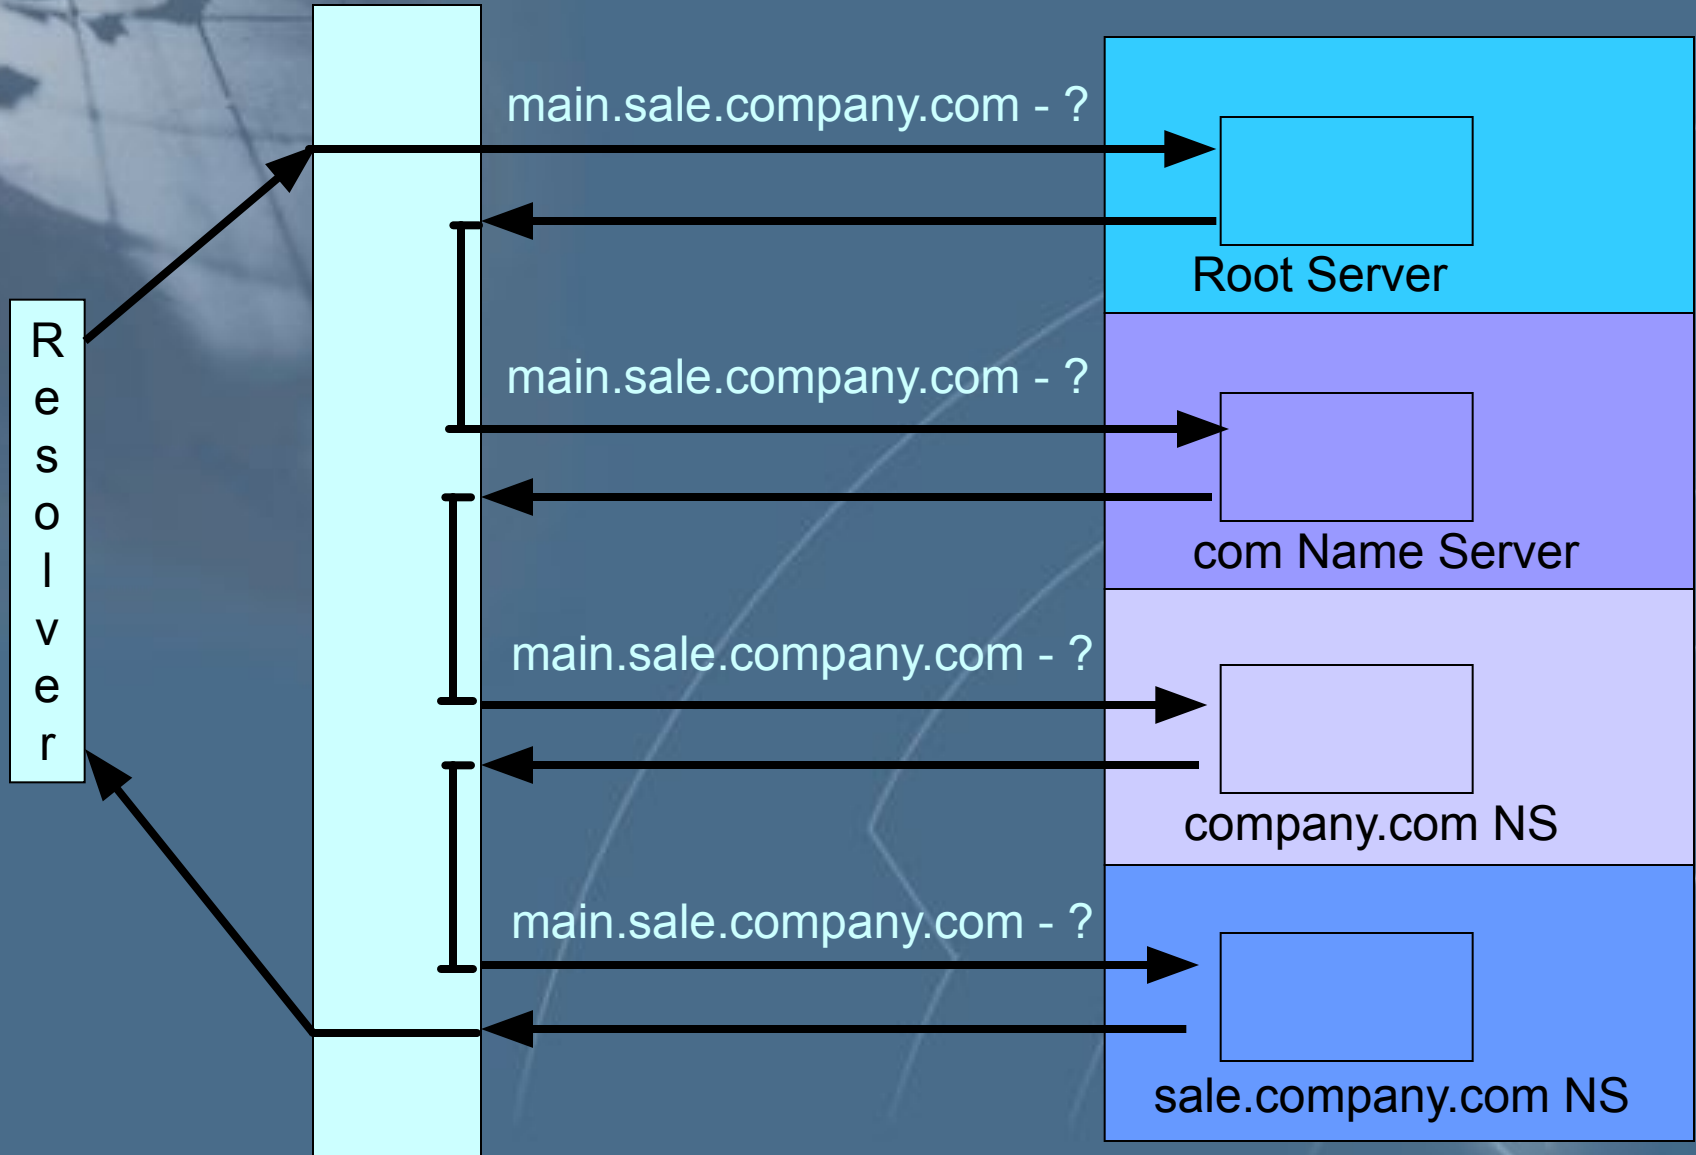 main.sale.company.com - ?
Root Server
Resolver
main.sale.company.com - ?
com Name Server
main.sale.company.com - ?
company.com NS
main.sale.company.com - ?
sale.company.com NS